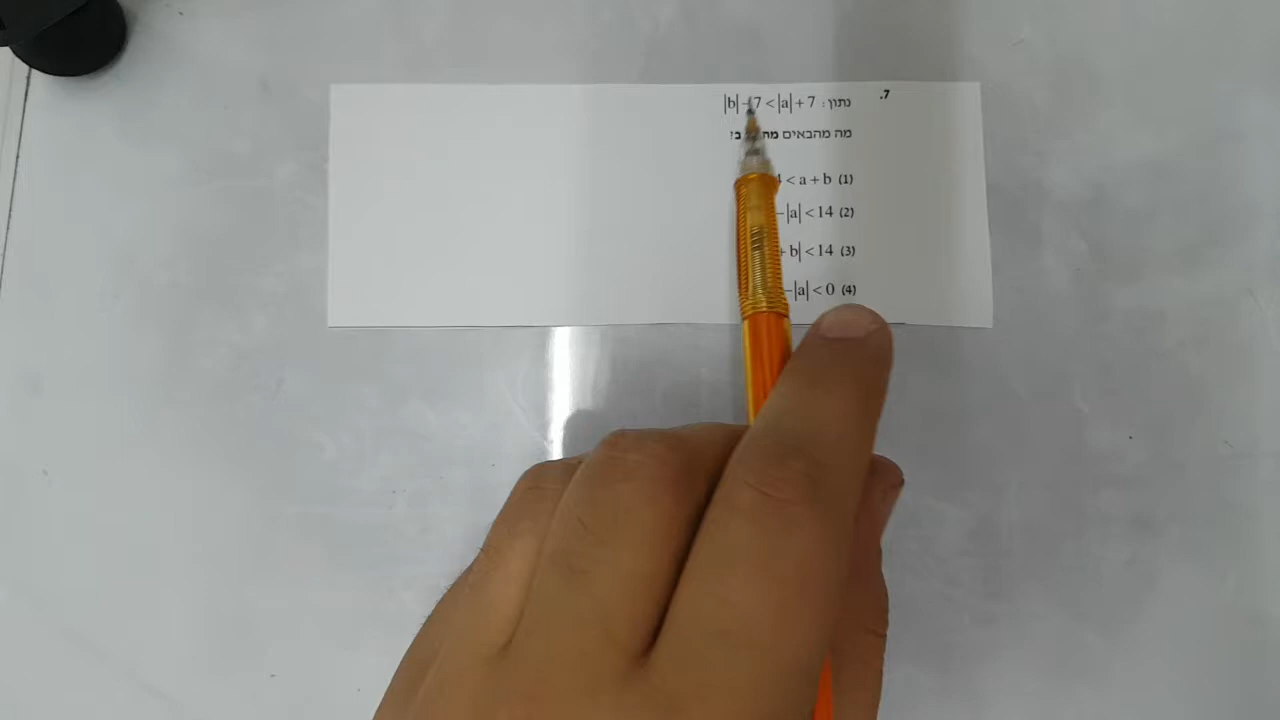 .7
נתון: |b| - 7 < |a| + 7
מה מהבאים
(1) < a + b
(2) -|a| < 14
(3) + b| < 14
(4) -|a| < 0